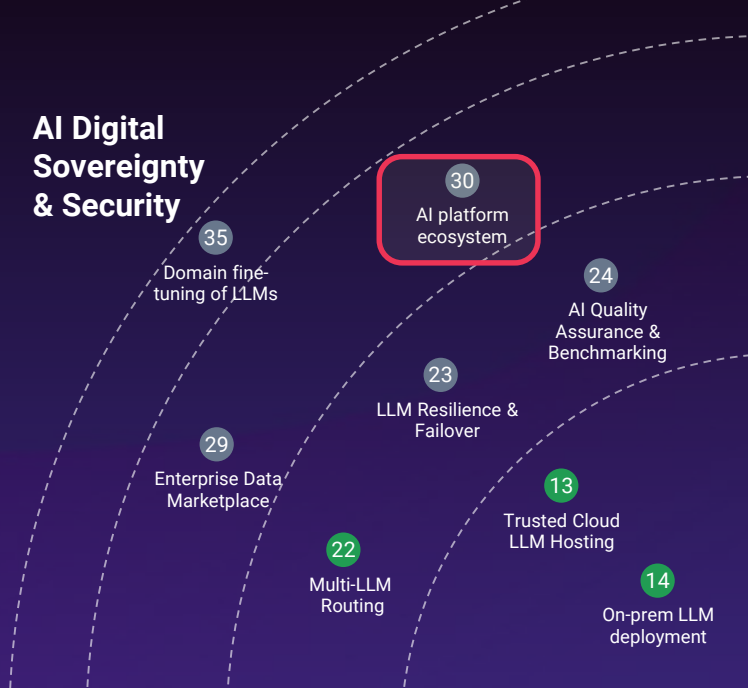 AI Digital
Sovereignty
& Security
30
AI platform
ecosystem
35
Domain fine-
tuning of LLMs
24
AI Quality
Assurance &
Benchmarking
23
LLM Resilience &
Failover
29
Enterprise Data
Marketplace
13
Trusted Cloud
LLM Hosting
22
Multi-LLM
Routing
14
On-prem LLM
deployment